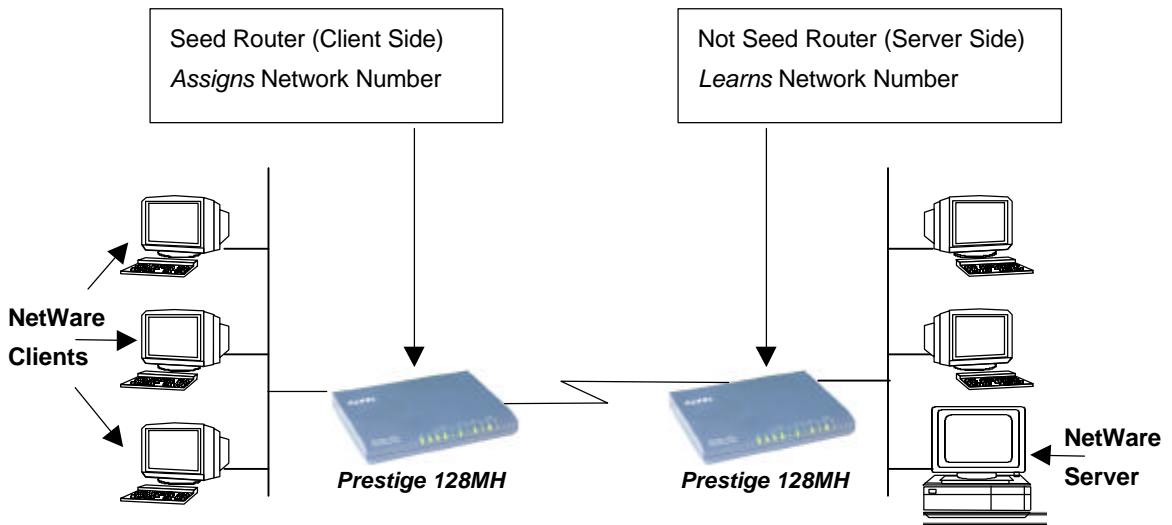 Seed Router (Client Side)
Assigns Network Number
Not Seed Router (Server Side)
Learns Network Number
NetWare
Clients
Prestige 128MH
Prestige 128MH
NetWare
Server